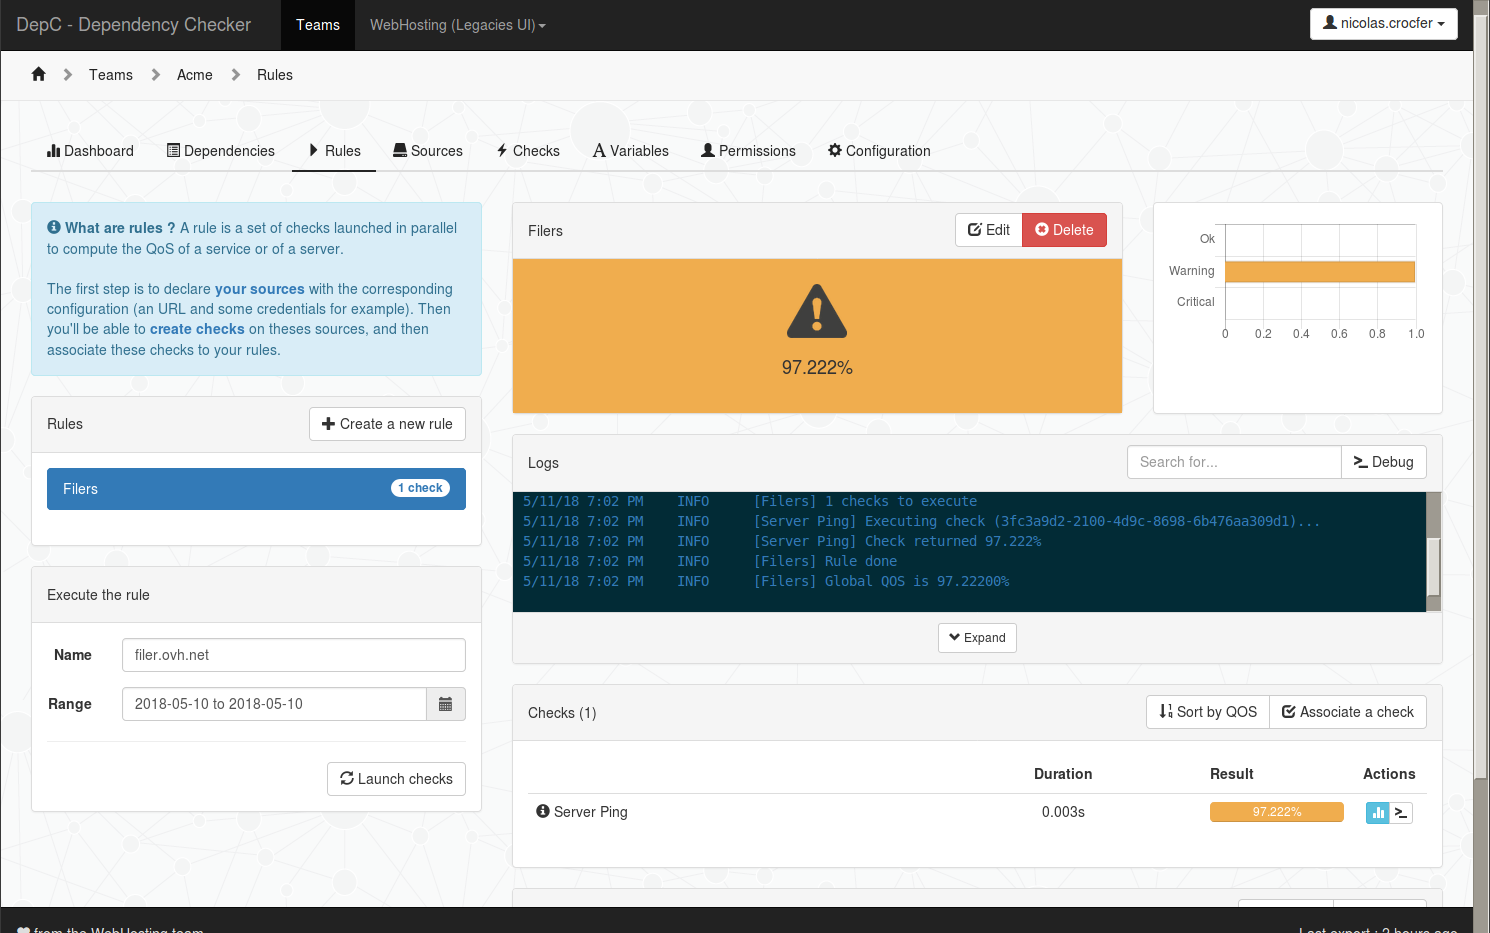 DepC - Dependency Checker
Teams
WebHosting (Legacies UI)
nicolas.crocfer
Teams
Acme
Rules
Dashboard
Dependencies
Rules
Sources
Checks
Variables
Permissions
Configuration
What are rules ? A rule is a set of checks launched in parallel
to compute the QoS of a service or of a server.
The first step is to declare your sources with the corresponding
configuration (an URL and some credentials for example). Then
you'll be able to create checks on theses sources, and then
associate these checks to your rules.
Rules
Create a new rule
Filers
1 check
Execute the rule
Name
filer.ovh.net
Range
2018-05-10 to 2018-05-10
Launch checks
Filers
Edit
Delete
97.222%
Ok
Warning
Critical
0 0.2 0.4 0.6 0.8 1.0
Logs
Search for...
Debug
5/11/18 7:02 PM INFO [Filers] 1 checks to execute
5/11/18 7:02 PM INFO [Server Ping] Executing check (3fc3a9d2-2100-4d9c-8698-6b476aa309d1)...
5/11/18 7:02 PM INFO [Server Ping] Check returned 97.222%
5/11/18 7:02 PM INFO [Filers] Rule done
5/11/18 7:02 PM INFO [Filers] Global QOS is 97.22200%
Expand
Checks (1)
Sort by QOS
Associate a check
Duration Result Actions
Server Ping 0.003s 97.222%
from the WebHosting team
Last export : 2 hours ago